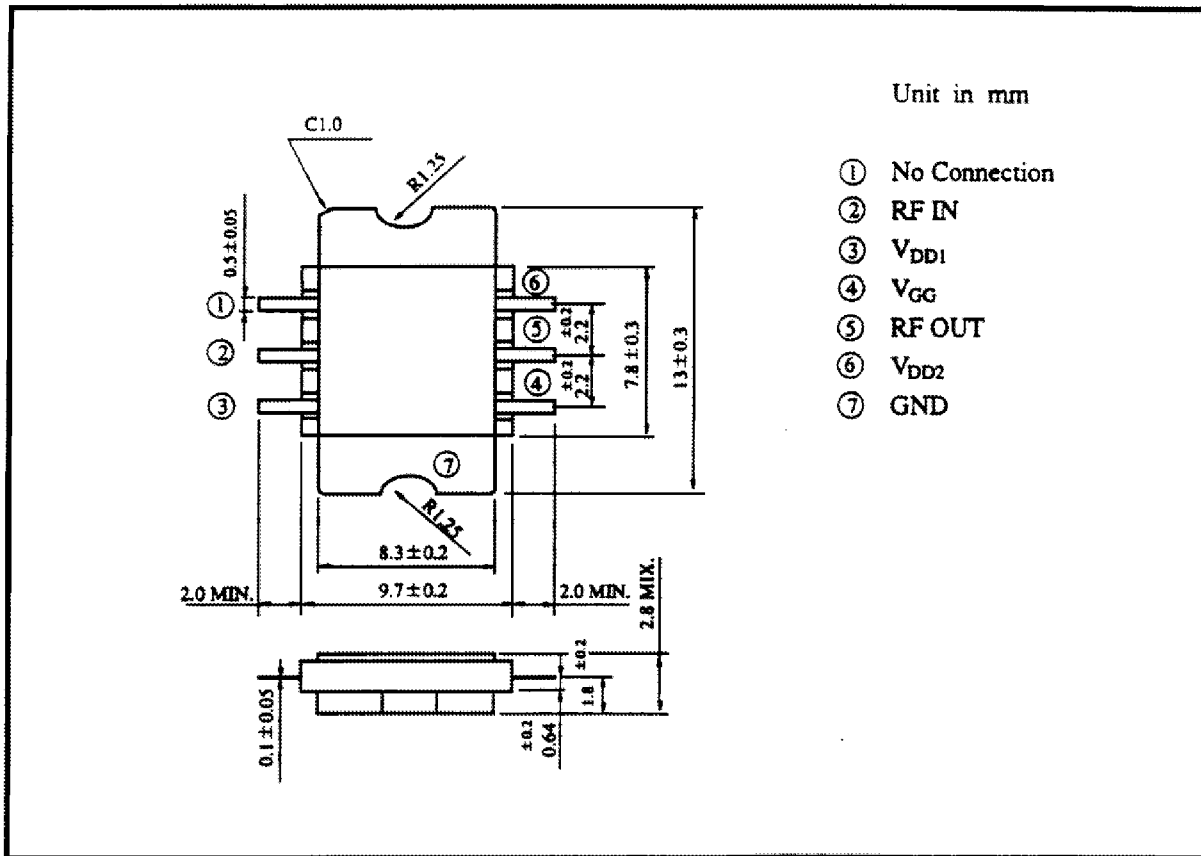 Unit in mm
C1.0
R1.25
① No Connection
② RF IN
③ VDD1
④ VGG
⑤ RF OUT
⑥ VDD2
⑦ GND
0.5±0.05
①
②
③
⑥
⑤
④
⑦
±0.2
2.2
±0.2
2.2
7.8±0.3
13±0.3
R1.25
8.3±0.2
2.0 MIN.
9.7±0.2
2.0 MIN.
2.8 MIX.
0.1±0.05
±0.2
0.64
±0.2
1.8